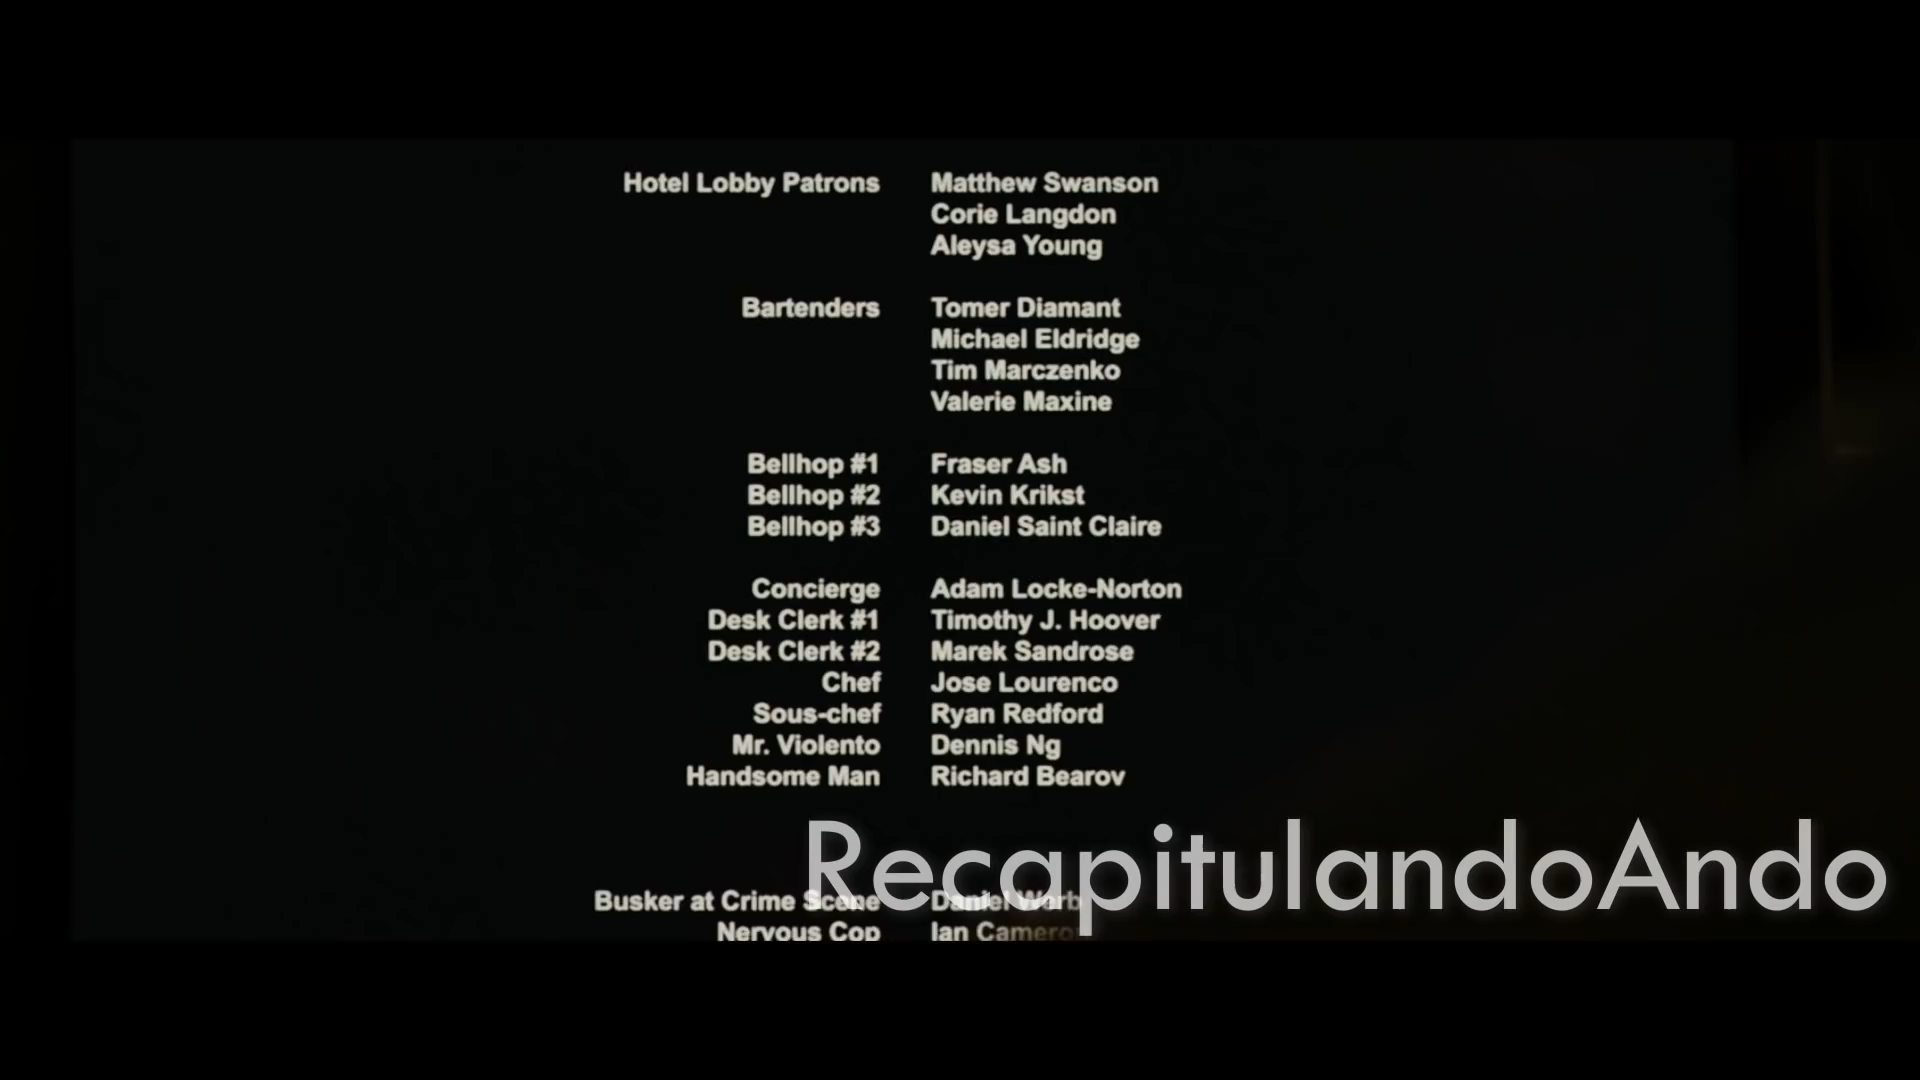 Hotel Lobby Patrons Matthew Swanson
Corie Langdon
Aleysa Young
Bartenders Tomer Diamant
Michael Eldridge
Tim Marczenko
Valerie Maxine
Bellhop #1 Fraser Ash
Bellhop #2 Kevin Krikst
Bellhop #3 Daniel Saint Claire
Concierge Adam Locke-Norton
Desk Clerk #1 Timothy J. Hoover
Desk Clerk #2 Marek Sandrose
Chef Jose Lourenco
Sous-chef Ryan Redford
Mr. Violento Dennis Ng
Handsome Man Richard Bearov
RecapitulandoAndo
Busker at Crime Scene Daniel
Nervous Cop Ian Cameron